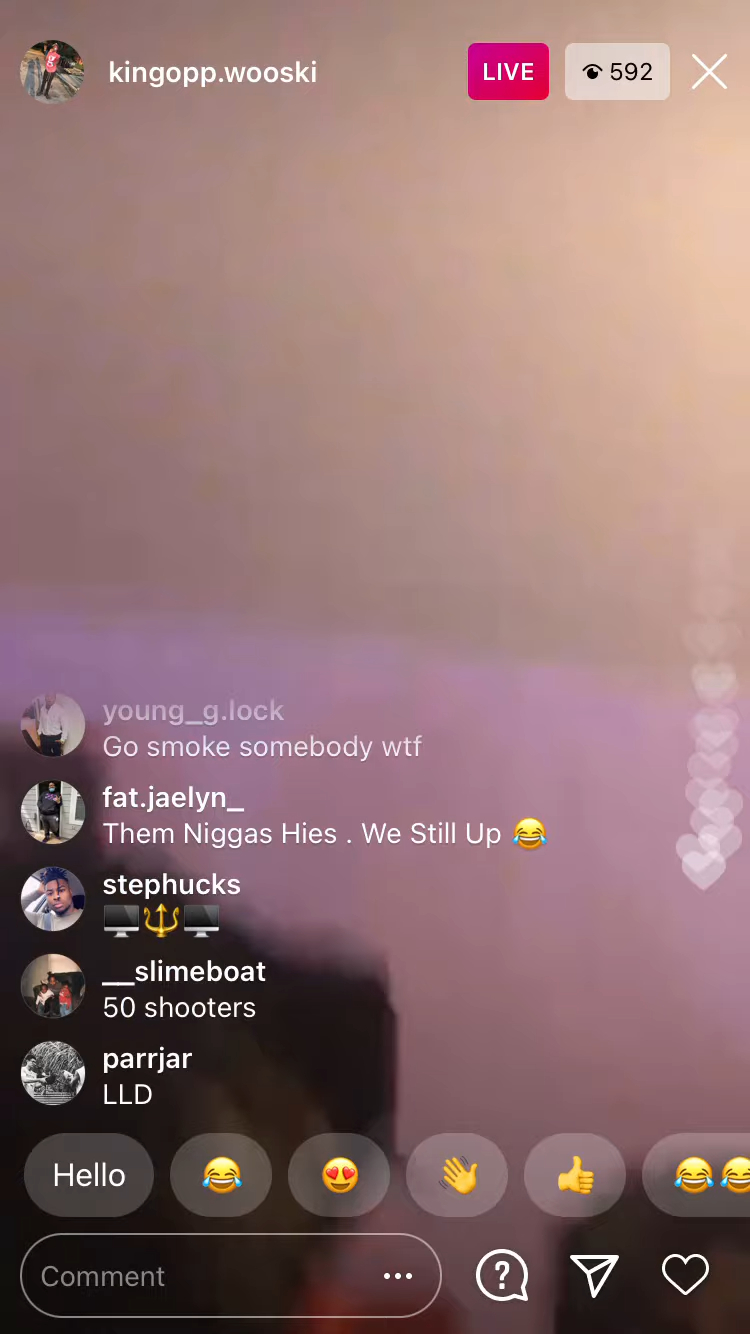 kingopp.wooski
LIVE
592
young_g.lock
Go smoke somebody wtf
fat.jaelyn_
Them Niggas Hies . We Still Up 😂
stephucks
🖥️🔱🖥️
__slimeboat
50 shooters
parrjar
LLD
Hello 😂 😍 👋 👍 😂😂
Comment